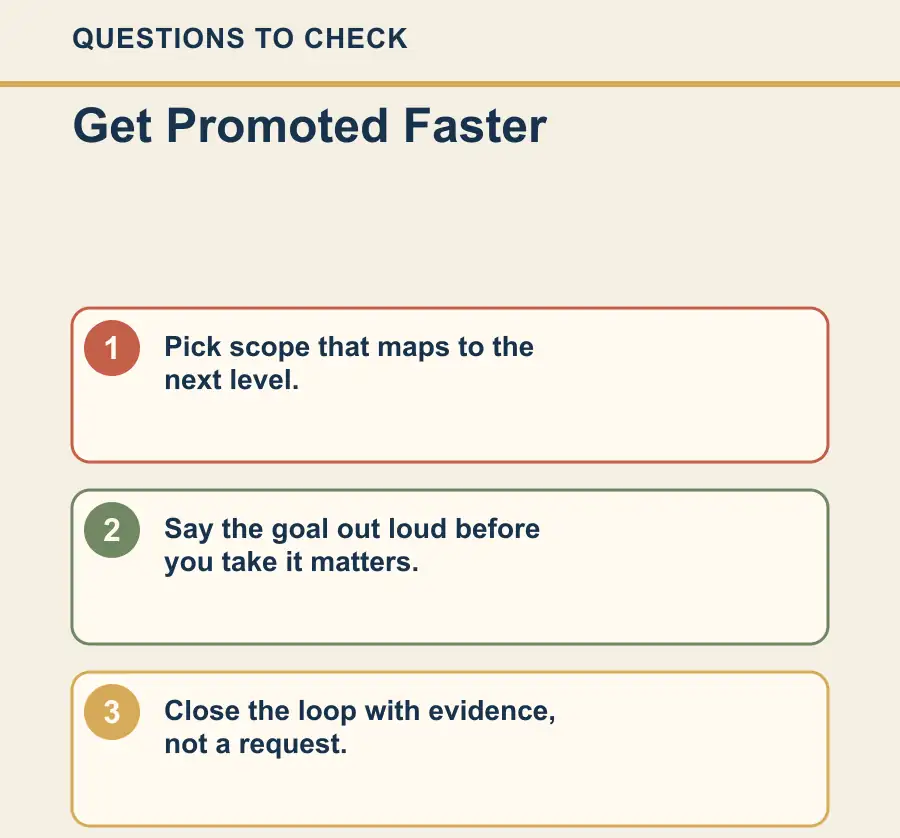 QUESTIONS TO CHECK
Get Promoted Faster
1
Pick scope that maps to the
next level.
2
Say the goal out loud before
you take it matters.
3
Close the loop with evidence,
not a request.